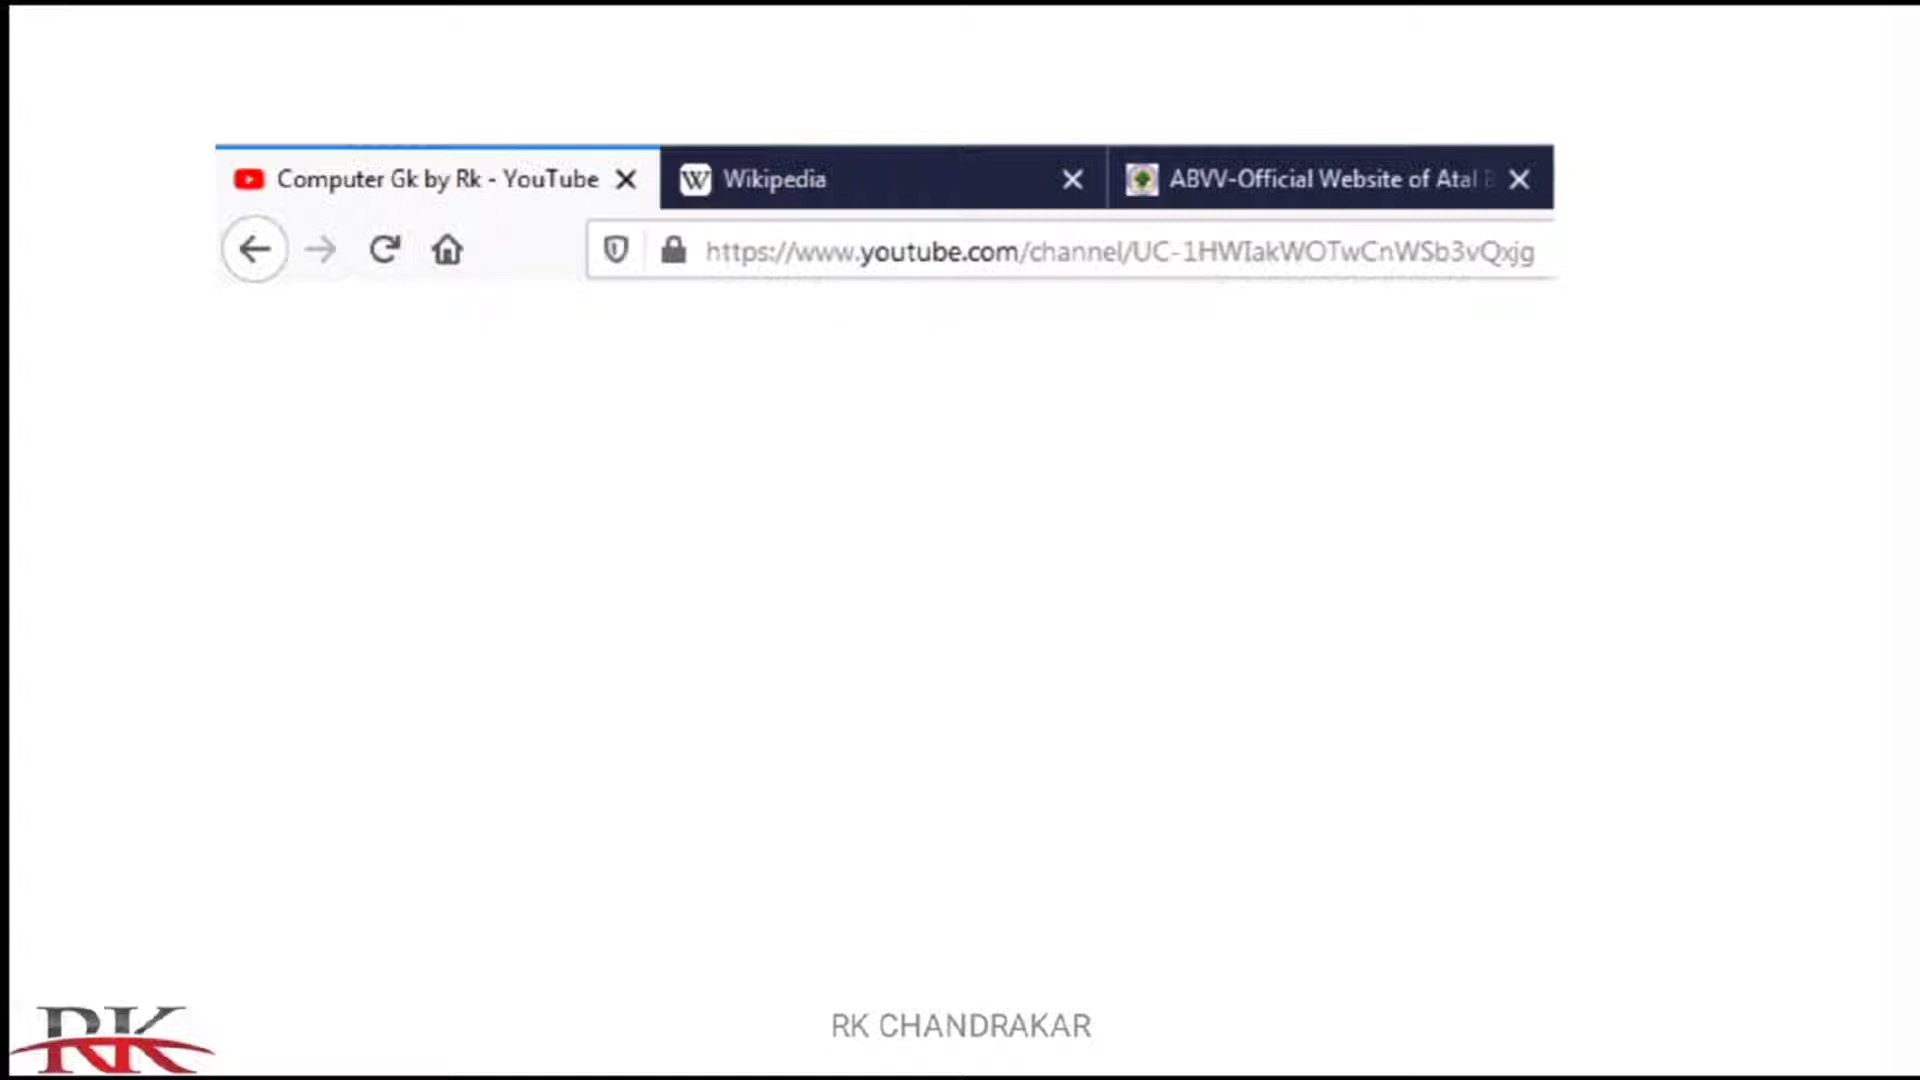 Computer Gk by Rk - YouTube
Wikipedia
ABVV-Official Website of Atal
https://www.youtube.com/channel/UC-1HWIakWOTwCnWSb3vQxjg
RK
RK CHANDRAKAR